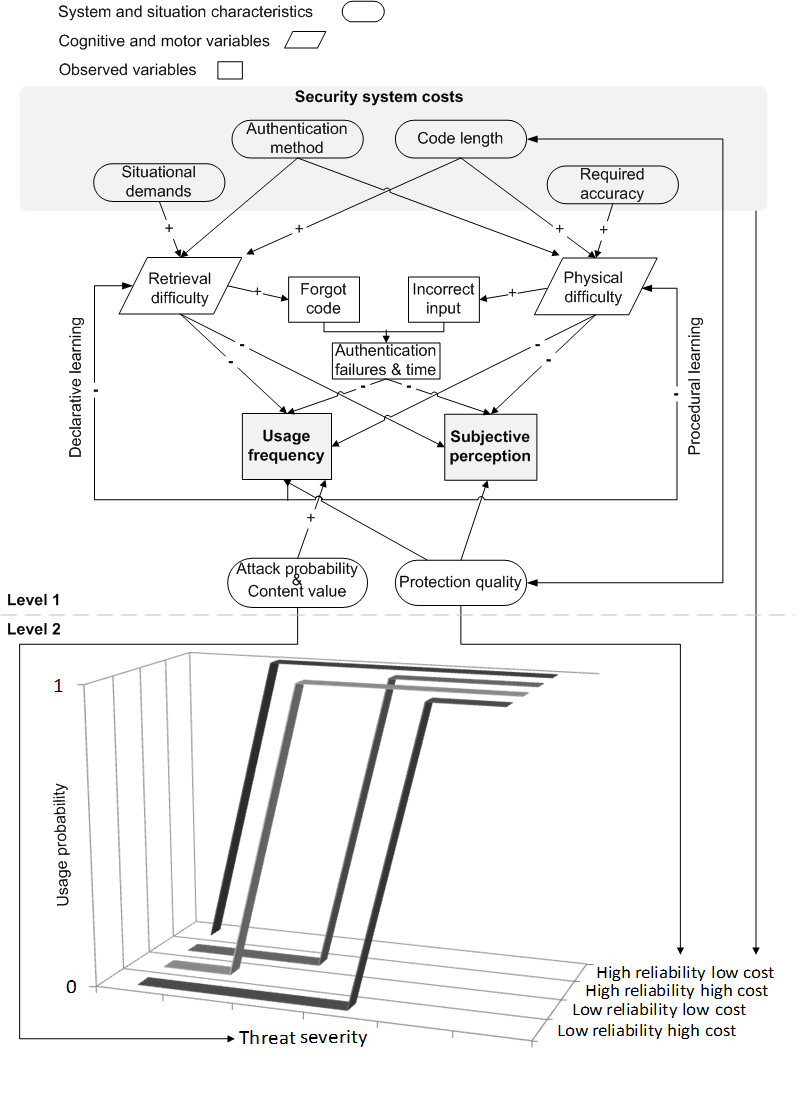 System and situation characteristics
Cognitive and motor variables
Observed variables
Security system costs
Authentication
method
Code length
Situational
demands
Required
accuracy
+
+
+
+
Retrieval
difficulty
Physical
difficulty
+
Forgot
code
Incorrect
input
+
Authentication
failures & time
-
-
-
-
-
-
-
-
Declarative learning
Procedural learning
Usage
frequency
Subjective
perception
+
Attack probability
&
Content value
Protection quality
Level 1
Level 2
1
Usage probability
0
High reliability low cost
High reliability high cost
Low reliability low cost
Low reliability high cost
Threat severity